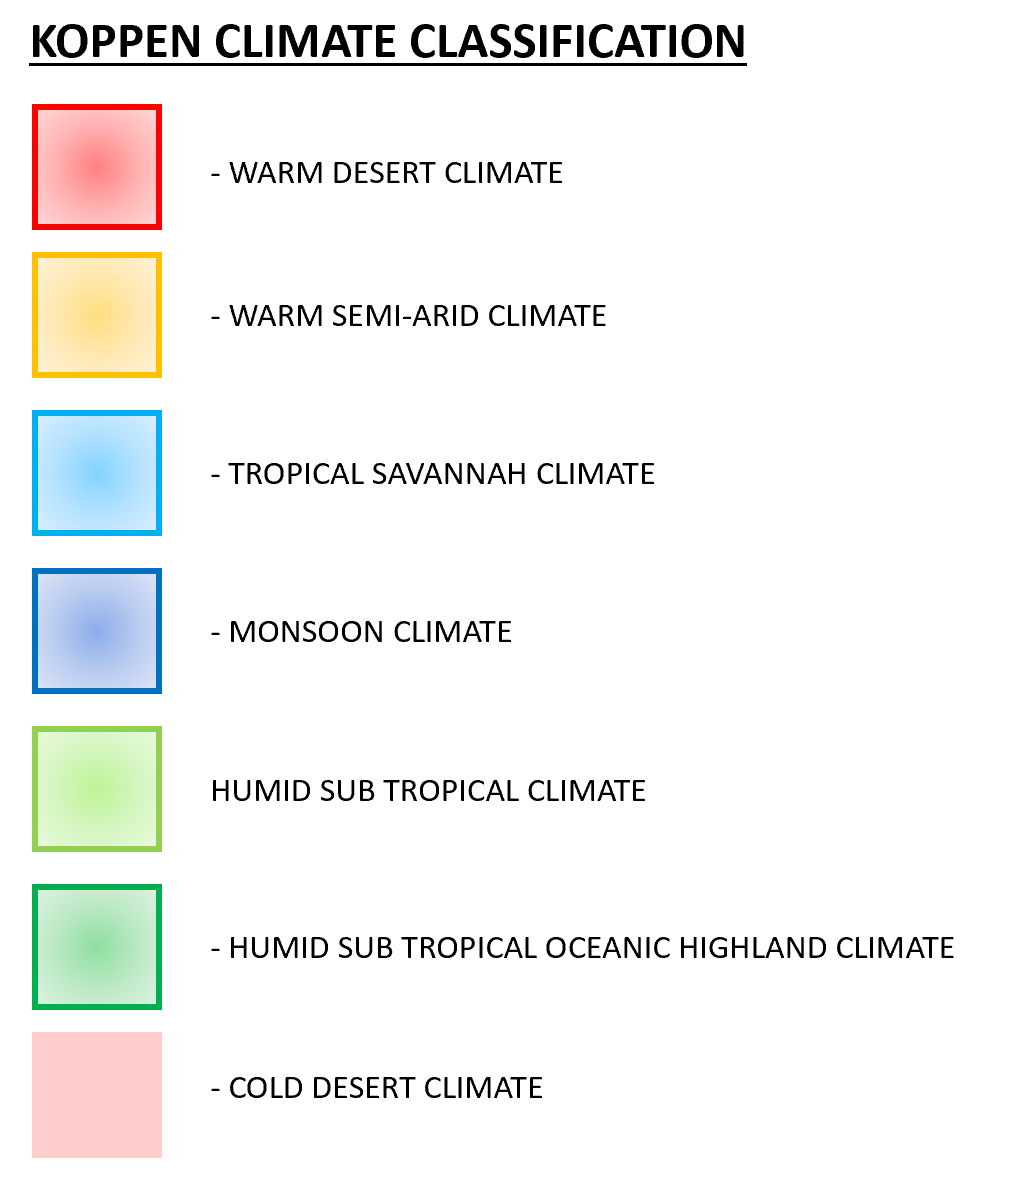 KOPPEN CLIMATE CLASSIFICATION
- WARM DESERT CLIMATE
- WARM SEMI-ARID CLIMATE
- TROPICAL SAVANNAH CLIMATE
- MONSOON CLIMATE
HUMID SUB TROPICAL CLIMATE
- HUMID SUB TROPICAL OCEANIC HIGHLAND CLIMATE
- COLD DESERT CLIMATE